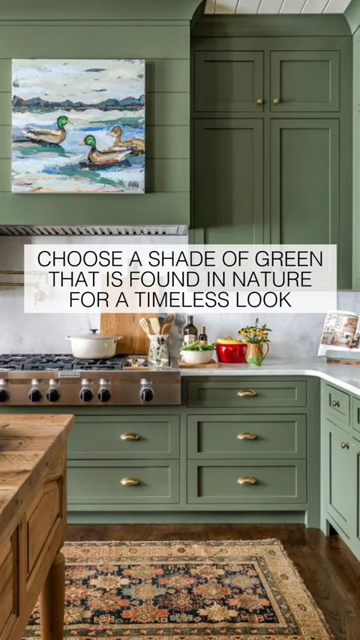 CHOOSE A SHADE OF GREEN
THAT IS FOUND IN NATURE
FOR A TIMELESS LOOK